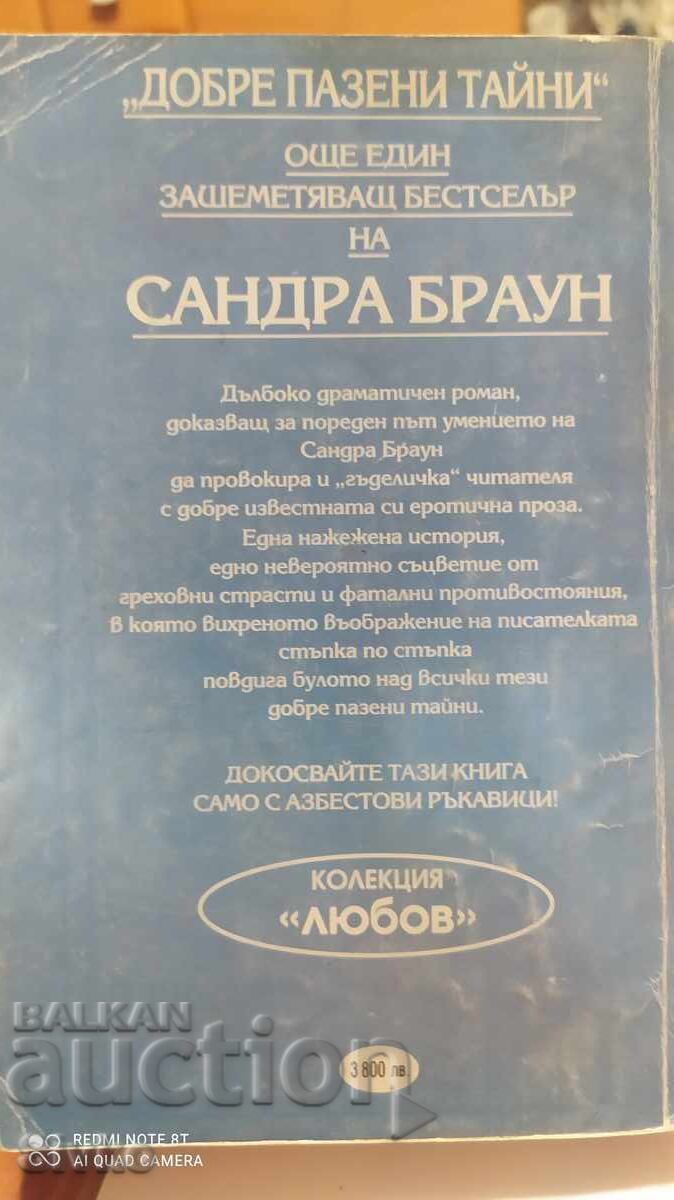 „ДОБРЕ ПАЗЕНИ ТАЙНИ“
ОЩЕ ЕДИН
ЗАШЕМЕТЯВАЩ БЕСТСЕЛЪР
НА
САНДРА БРАУН
Дълбоко драматичен роман,
доказващ за пореден път умението на
Сандра Браун
да провокира и „гъделичка“ читателя
с добре известната си еротична проза.
Една нажежена история,
едно невероятно съцветие от
греховни страсти и фатални противостояния,
в която вихреното въображение на писателката
стъпка по стъпка
повдига булото над всички тези
добре пазени тайни.
ДОКОСВАЙТЕ ТАЗИ КНИГА
САМО С АЗБЕСТОВИ РЪКАВИЦИ!
КОЛЕКЦИЯ
«ЛЮБОВ»
BALKAN
auction
3 800 лв.
REDMI NOTE 8T
AI QUAD CAMERA